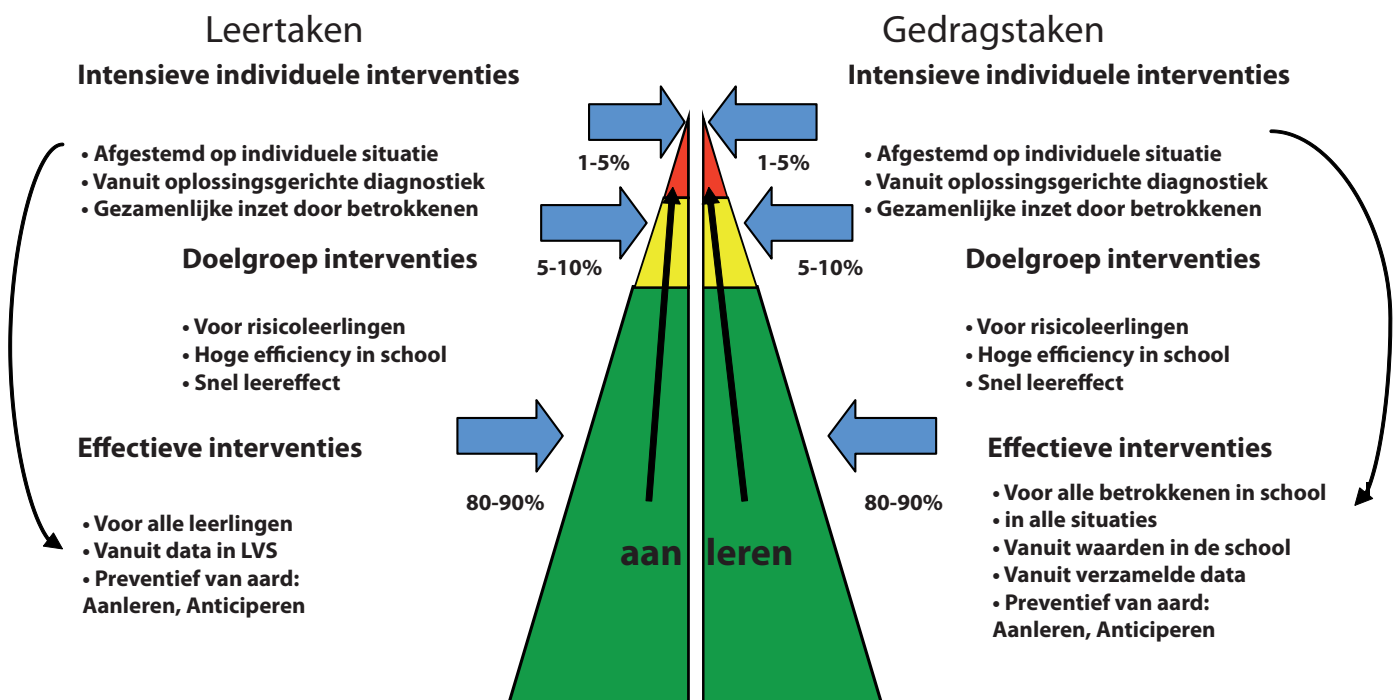 Leertaken
Intensieve individuele interventies
• Afgestemd op individuele situatie
• Vanuit oplossingsgerichte diagnostiek
• Gezamenlijke inzet door betrokkenen
Doelgroep interventies
• Voor risicoleerlingen
• Hoge efficiency in school
• Snel leereffect
Effectieve interventies
• Voor alle leerlingen
• Vanuit data in LVS
• Preventief van aard:
Aanleren, Anticiperen
1-5%
5-10%
80-90%
aan leren
Gedragstaken
Intensieve individuele interventies
1-5%
• Afgestemd op individuele situatie
• Vanuit oplossingsgerichte diagnostiek
• Gezamenlijke inzet door betrokkenen
5-10%
Doelgroep interventies
• Voor risicoleerlingen
• Hoge efficiency in school
• Snel leereffect
80-90%
Effectieve interventies
• Voor alle betrokkenen in school
• in alle situaties
• Vanuit waarden in de school
• Vanuit verzamelde data
• Preventief van aard:
Aanleren, Anticiperen